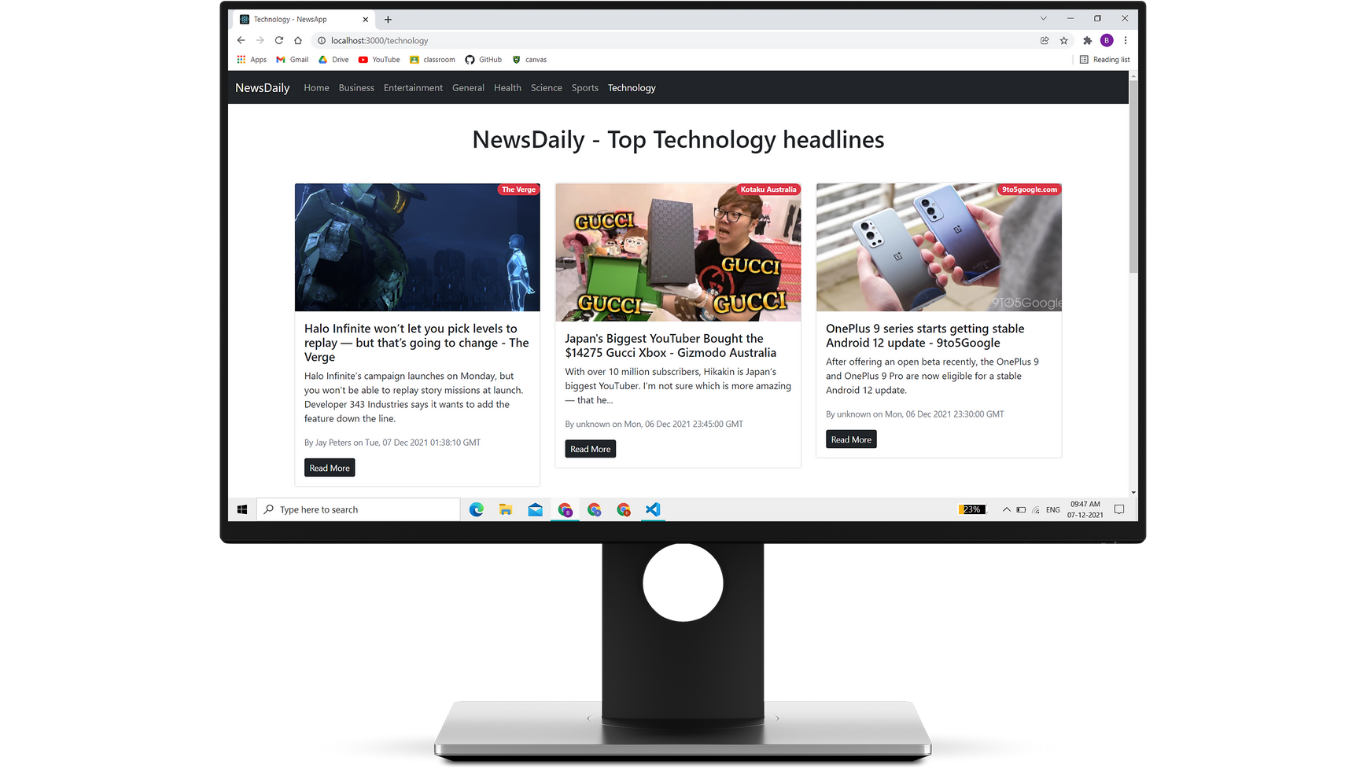 Technology - NewsApp
localhost:3000/technology
Apps Gmail Drive YouTube classroom GitHub canvas Reading list
NewsDaily Home Business Entertainment General Health Science Sports Technology
NewsDaily - Top Technology headlines
The Verge
Halo Infinite won’t let you pick levels to
replay — but that’s going to change - The
Verge
Halo Infinite’s campaign launches on Monday, but
you won’t be able to replay story missions at launch.
Developer 343 Industries says it wants to add the
feature down the line.
By Jay Peters on Tue, 07 Dec 2021 01:38:10 GMT
Read More
Kotaku Australia
GUCCI
GUCCI
GUCCI
GUCCI
Japan's Biggest YouTuber Bought the
$14275 Gucci Xbox - Gizmodo Australia
With over 10 million subscribers, Hikakin is Japan’s
biggest YouTuber. I’m not sure which is more amazing
— that he...
By unknown on Mon, 06 Dec 2021 23:45:00 GMT
Read More
9to5google.com
9TO5Google
OnePlus 9 series starts getting stable
Android 12 update - 9to5Google
After offering an open beta recently, the OnePlus 9
and OnePlus 9 Pro are now eligible for a stable
Android 12 update.
By unknown on Mon, 06 Dec 2021 23:30:00 GMT
Read More
Type here to search
23%
ENG
09:47 AM
07-12-2021